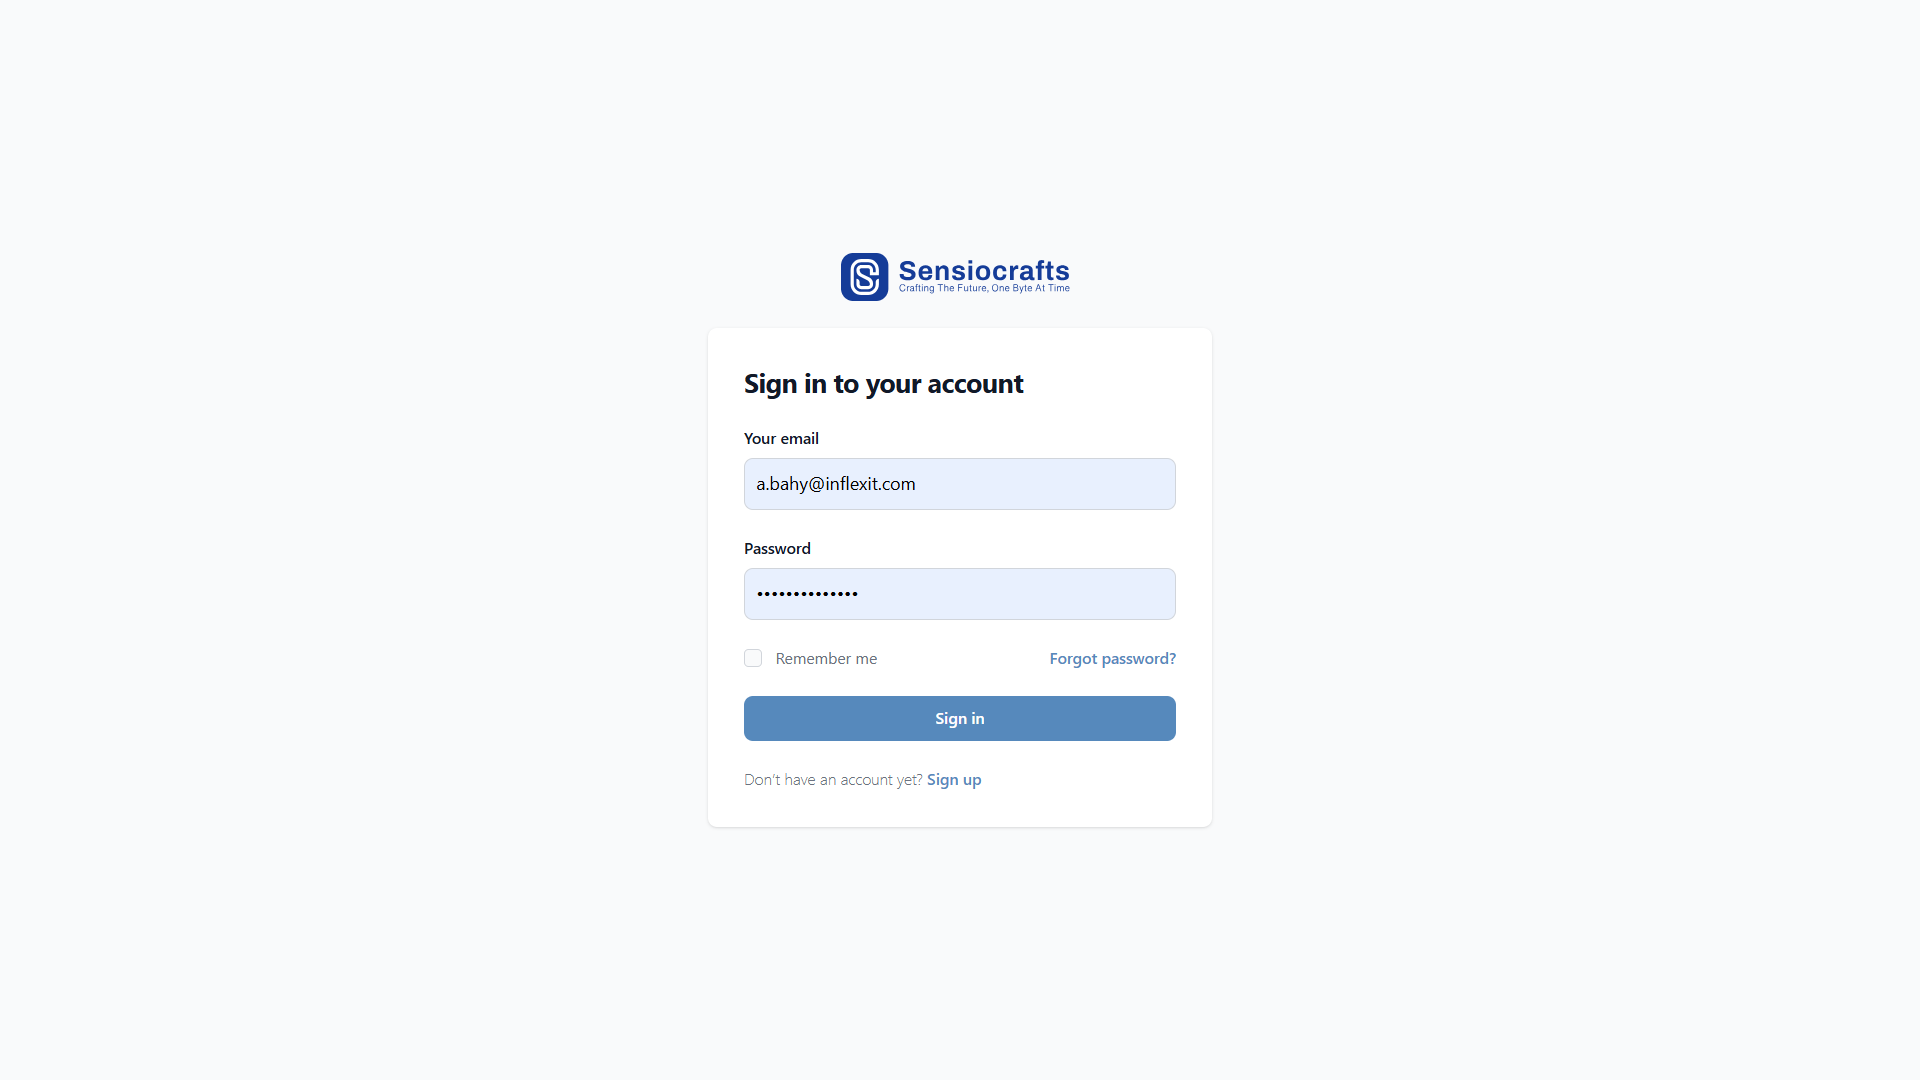 Sensiocrafts
Crafting The Future, One Byte At Time
Sign in to your account
Your email
a.bahy@inflexit.com
Password
••••••••••••••
Remember me
Forgot password?
Sign in
Don't have an account yet? Sign up